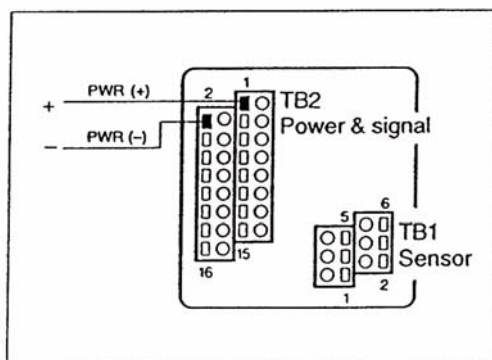 PWR (+)
2
1
+
TB2
Power & signal
PWR (–)
–
15
16
5
6
TB1
Sensor
1
2